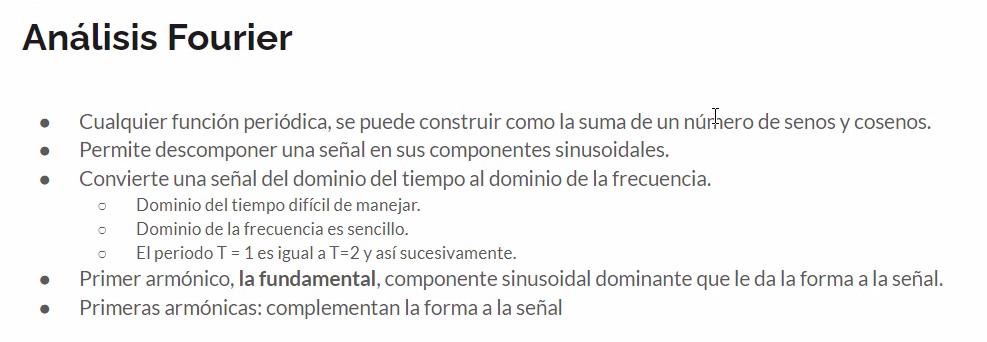 Análisis Fourier
● Cualquier función periódica, se puede construir como la suma de un número de senos y cosenos.
● Permite descomponer una señal en sus componentes sinusoidales.
● Convierte una señal del dominio del tiempo al dominio de la frecuencia.
○ Dominio del tiempo difícil de manejar.
○ Dominio de la frecuencia es sencillo.
○ El periodo T = 1 es igual a T=2 y así sucesivamente.
● Primer armónico, la fundamental, componente sinusoidal dominante que le da la forma a la señal.
● Primeras armónicas: complementan la forma a la señal